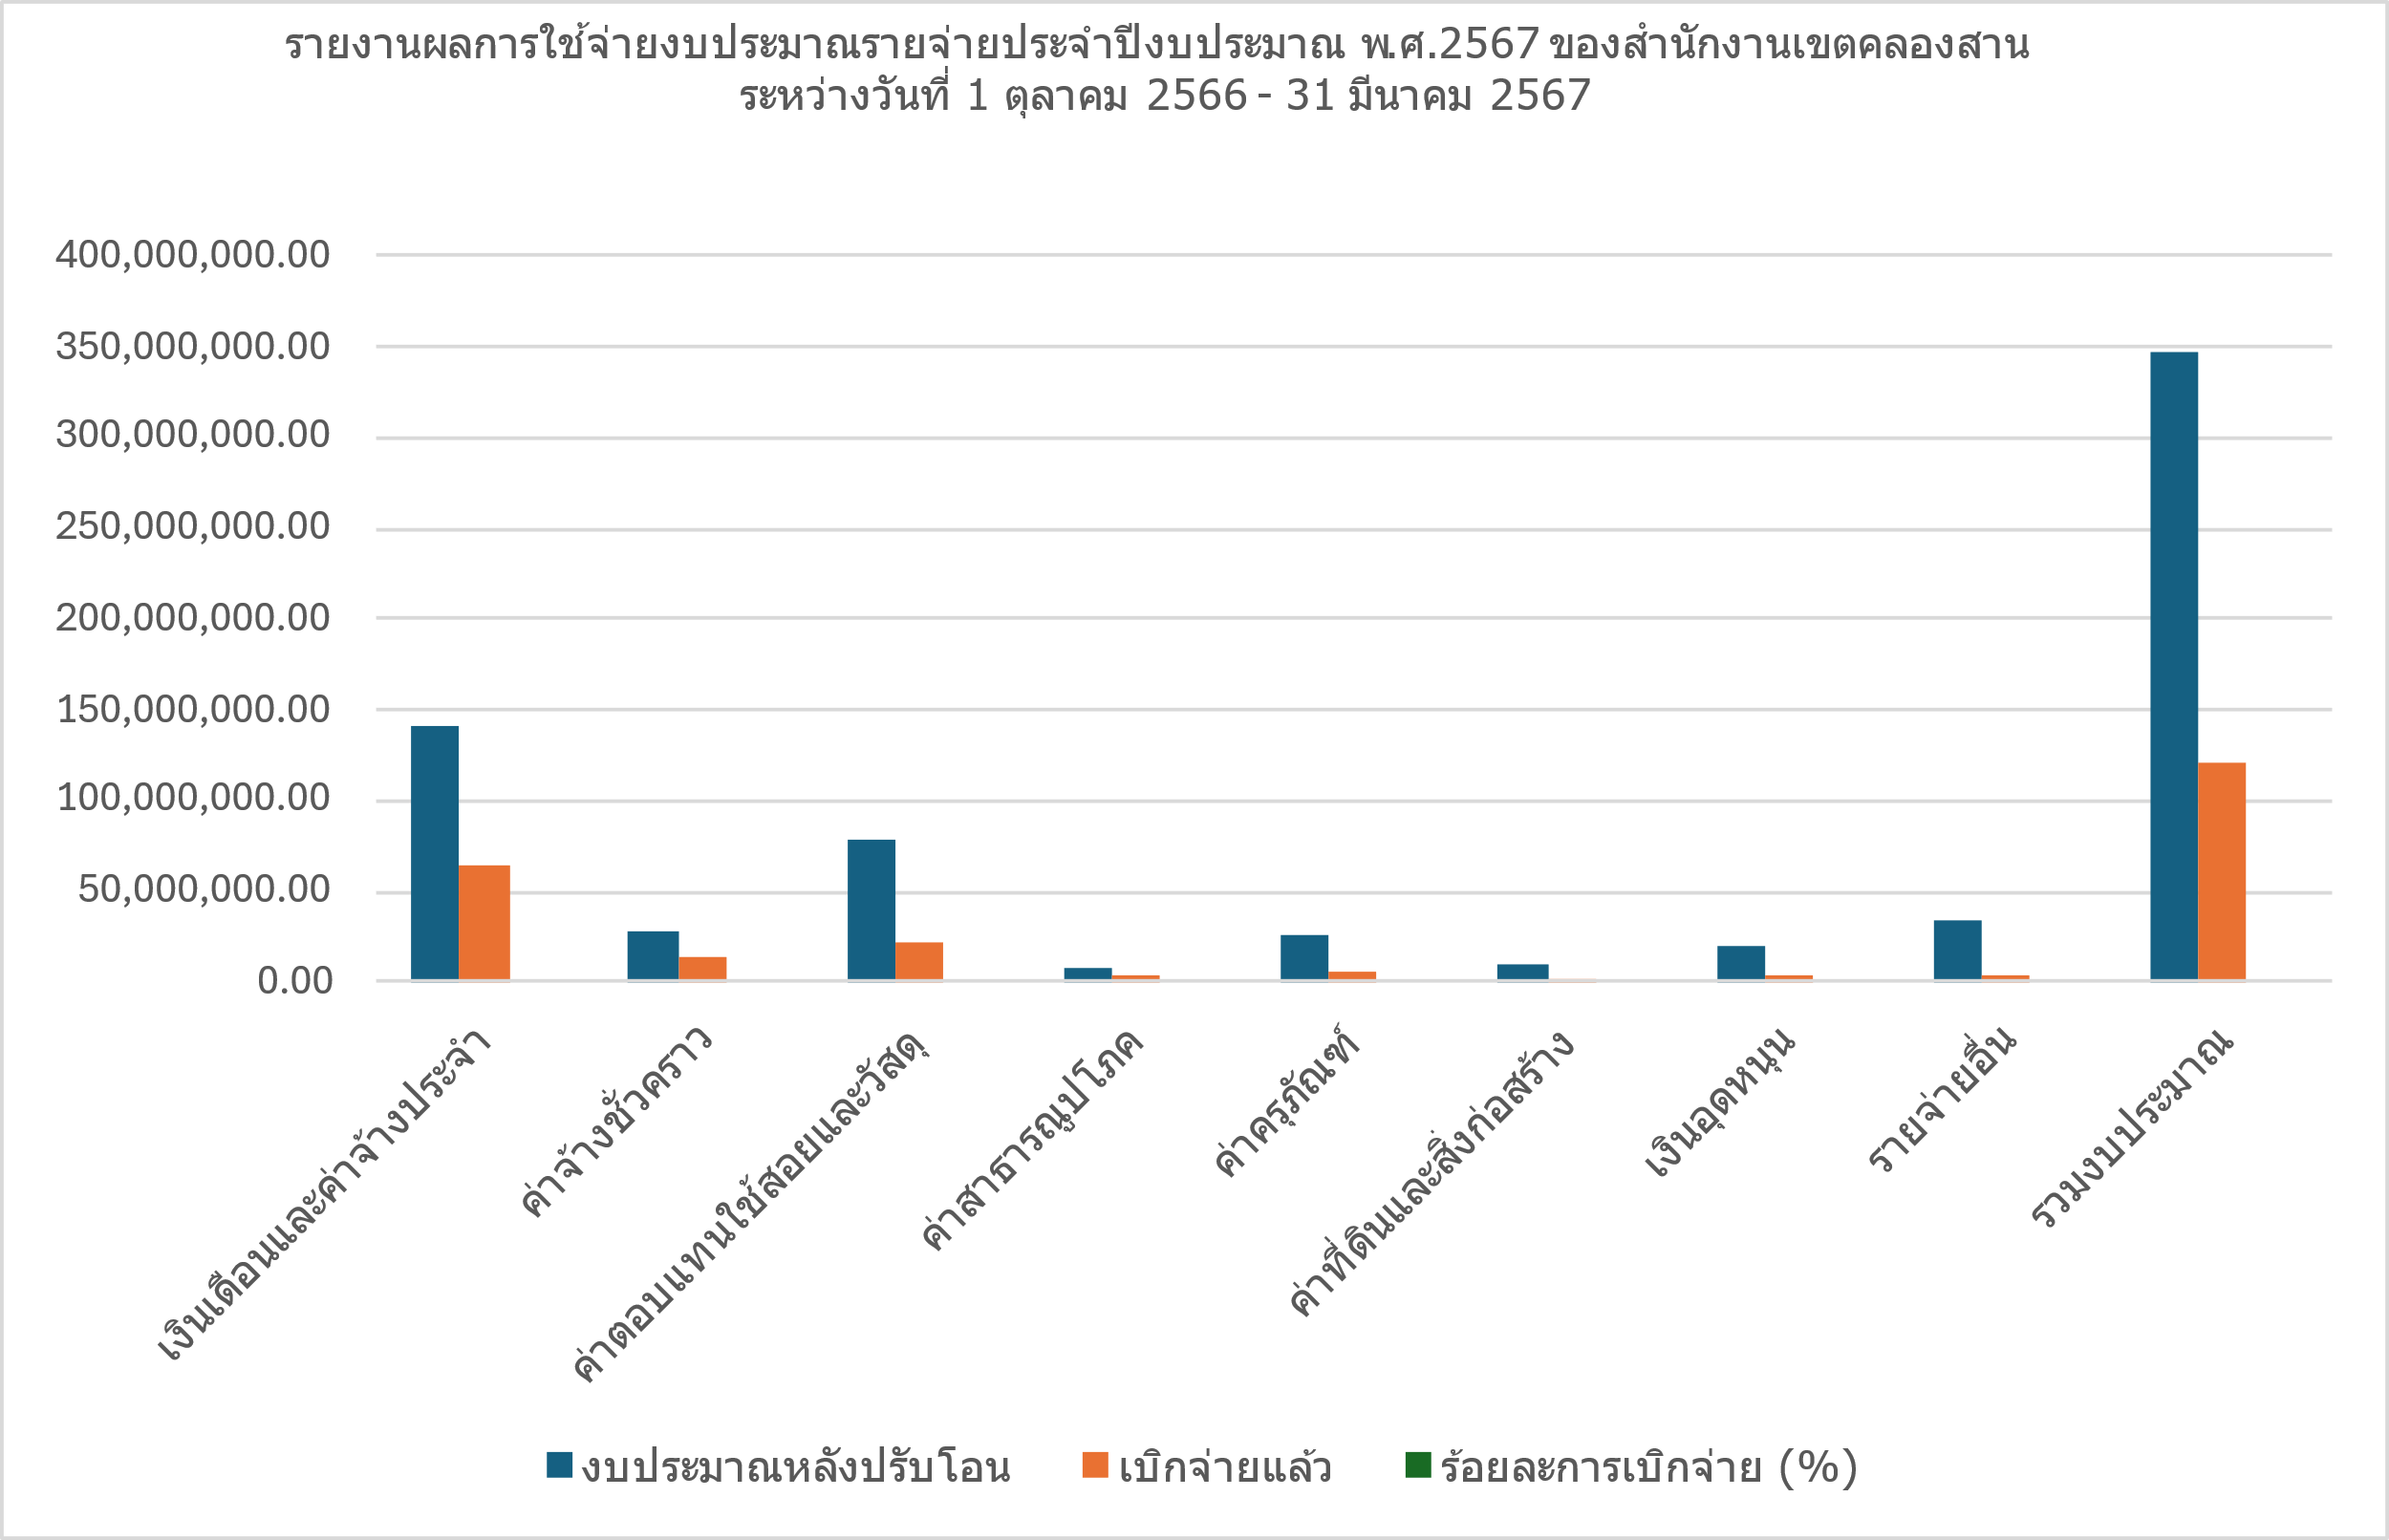 รายงานผลการใช้จ่ายงบประมาณรายจ่ายประจำปีงบประมาณ พ.ศ.2567 ของสำนักงานเขตคลองสาน
ระหว่างวันที่ 1 ตุลาคม 2566 - 31 มีนาคม 2567
400,000,000.00
350,000,000.00
300,000,000.00
250,000,000.00
200,000,000.00
150,000,000.00
100,000,000.00
50,000,000.00
0.00
เงินเดือนและค่าจ้างประจำ
ค่าจ้างชั่วคราว
ค่าตอบแทนใช้สอยและวัสดุ
ค่าสาธารณูปโภค
ค่าครุภัณฑ์
ค่าที่ดินและสิ่งก่อสร้าง
เงินอุดหนุน
รายจ่ายอื่น
รวมงบประมาณ
งบประมาณหลังปรับโอน
เบิกจ่ายแล้ว
ร้อยละการเบิกจ่าย (%)